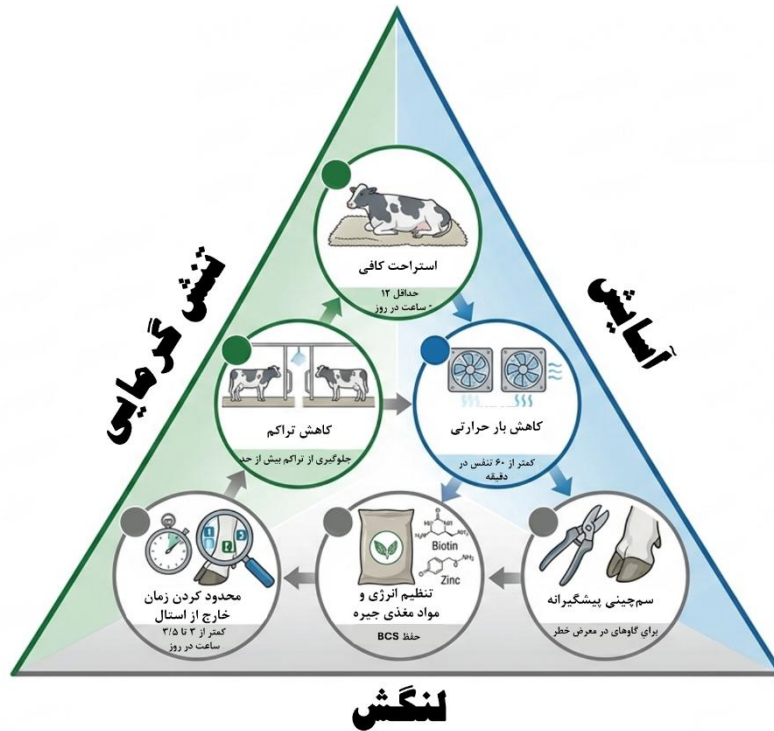 استراحت کافی
حداقل ۱۲
ساعت در روز
تنش گرمایی
آسایش
کاهش تراکم
جلوگیری از تراکم بیش از حد
کاهش بار حرارتی
کمتر از ۶۰ تنفس در
دقیقه
محدود کردن زمان
خارج از استال
کمتر از ۳ تا ۳/۵
ساعت در روز
Biotin
Zinc
تنظیم انرژی و
مواد مغذی جیره
حفظ BCS
سم‌چینی پیشگیرانه
برای گاوهای در معرض خطر
لنگش